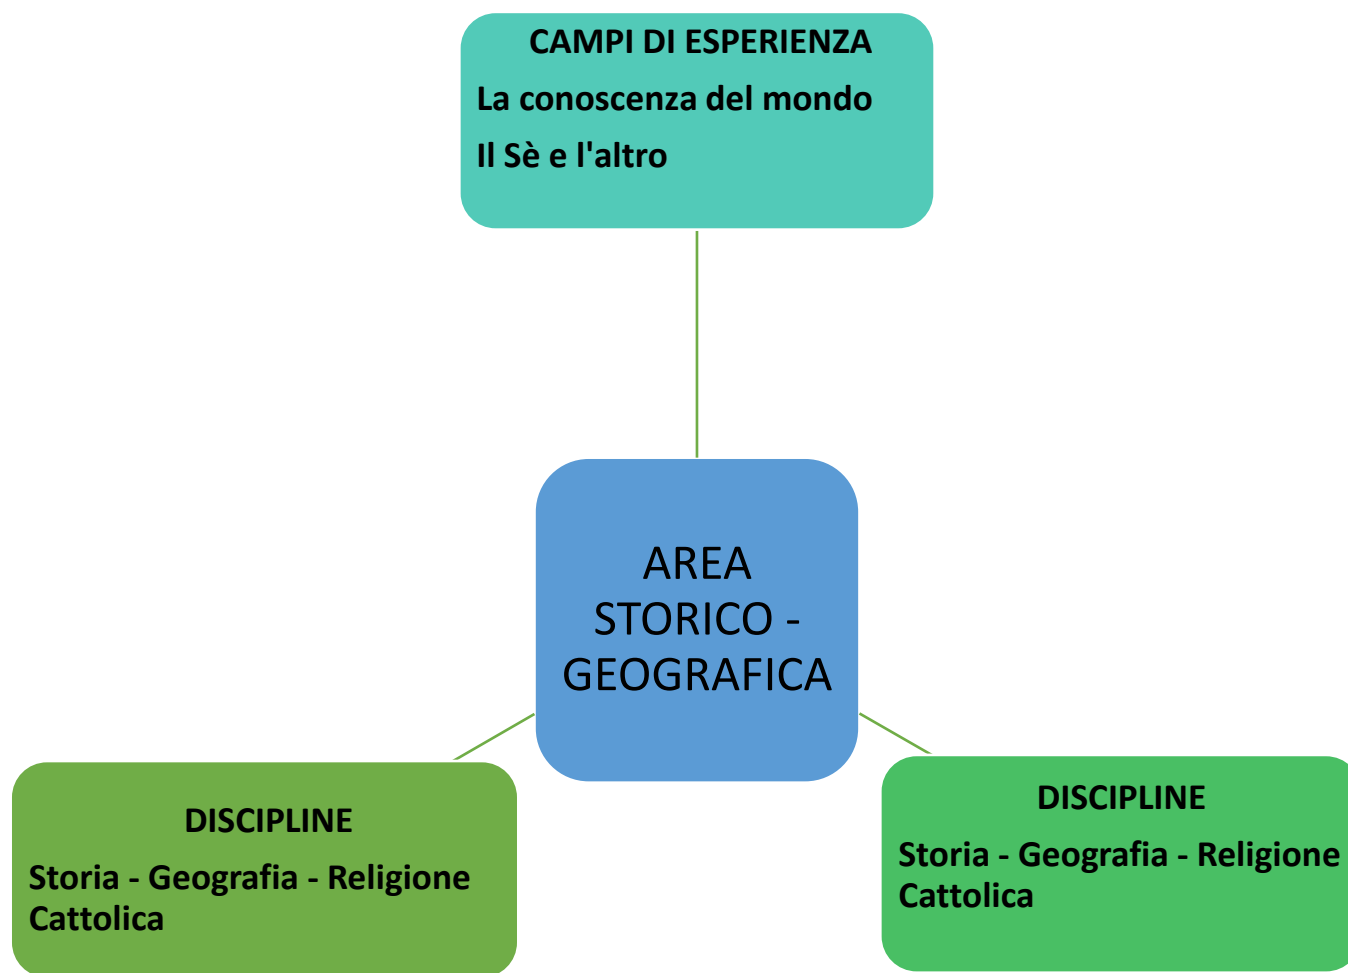 CAMPI DI ESPERIENZA
La conoscenza del mondo
Il Sè e l'altro
AREA
STORICO -
GEOGRAFICA
DISCIPLINE
Storia - Geografia - Religione
Cattolica
DISCIPLINE
Storia - Geografia - Religione
Cattolica